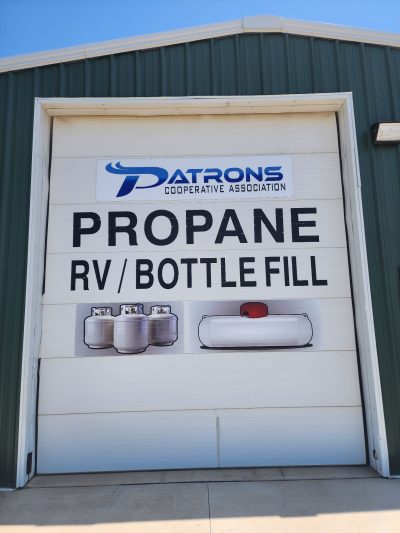 PATRONS
COOPERATIVE ASSOCIATION
PROPANE
RV / BOTTLE FILL